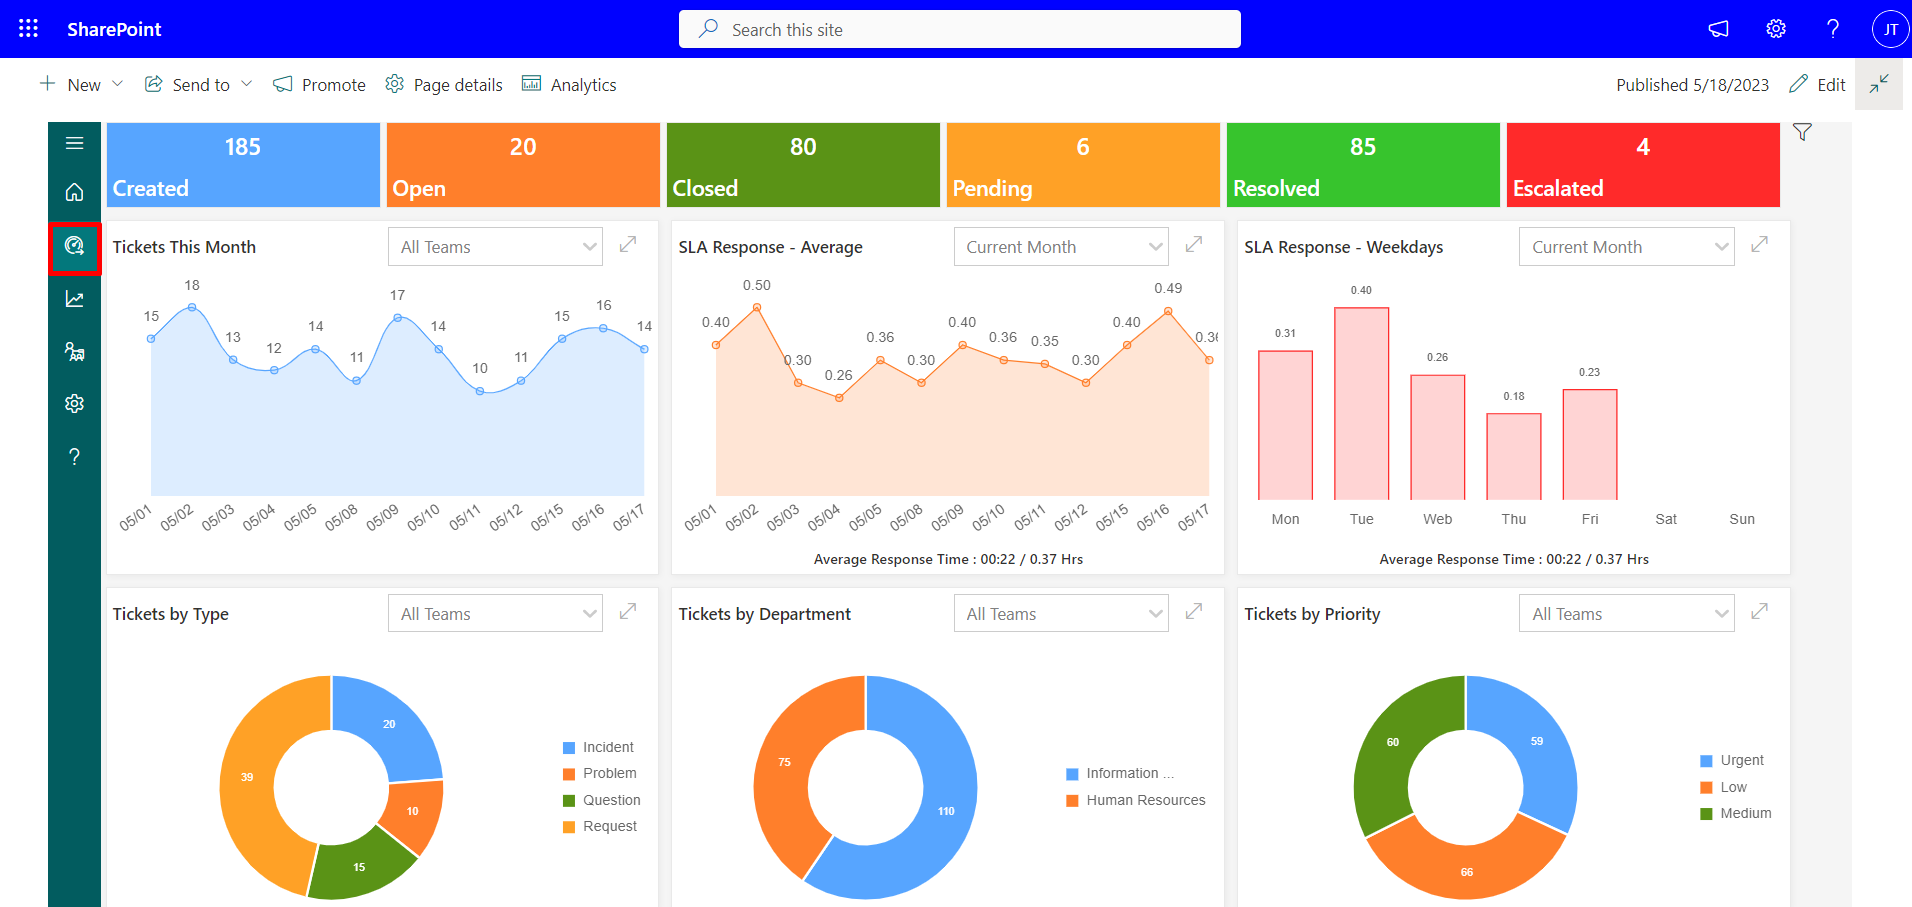 SharePoint
Search this site
JT
New
Send to
Promote
Page details
Analytics
Published 5/18/2023
Edit
185
Created
20
Open
80
Closed
6
Pending
85
Resolved
4
Escalated
Tickets This Month
All Teams
15
18
13
12
14
11
17
14
10
11
15
16
14
05/01
05/02
05/03
05/04
05/05
05/08
05/09
05/10
05/11
05/12
05/15
05/16
05/17
SLA Response - Average
Current Month
0.40
0.50
0.30
0.26
0.36
0.30
0.40
0.36
0.35
0.30
0.40
0.49
0.36
05/01
05/02
05/03
05/04
05/05
05/08
05/09
05/10
05/11
05/12
05/15
05/16
05/17
Average Response Time : 00:22 / 0.37 Hrs
SLA Response - Weekdays
Current Month
0.31
0.40
0.26
0.18
0.23
Mon
Tue
Web
Thu
Fri
Sat
Sun
Average Response Time : 00:22 / 0.37 Hrs
Tickets by Type
All Teams
20
10
15
39
Incident
Problem
Question
Request
Tickets by Department
All Teams
75
110
Information ...
Human Resources
Tickets by Priority
All Teams
60
59
66
Urgent
Low
Medium